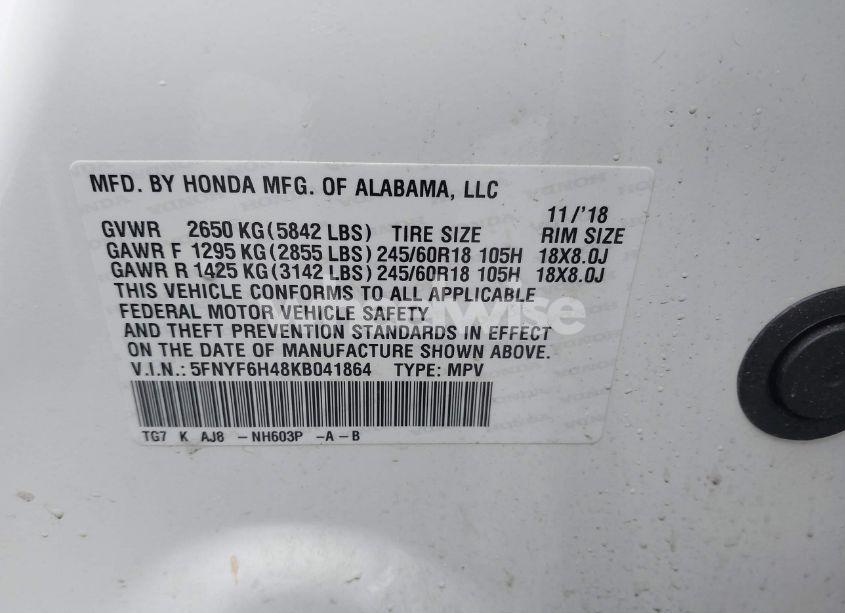 MFD. BY HONDA MFG. OF ALABAMA, LLC
11/'18
GVWR 2650 KG(5842 LBS) TIRE SIZE RIM SIZE
GAWR F 1295 KG(2855 LBS)245/60R18 105H 18X8.0J
GAWR R 1425 KG(3142 LBS)245/60R18 105H 18X8.0J
THIS VEHICLE CONFORMS TO ALL APPLICABLE
FEDERAL MOTOR VEHICLE SAFETY
AND THEFT PREVENTION STANDARDS IN EFFECT
ON THE DATE OF MANUFACTURE SHOWN ABOVE.
V.I.N.: 5FNYF6H48KB041864 TYPE: MPV
TG7 K AJ8 -NH603P -A-B